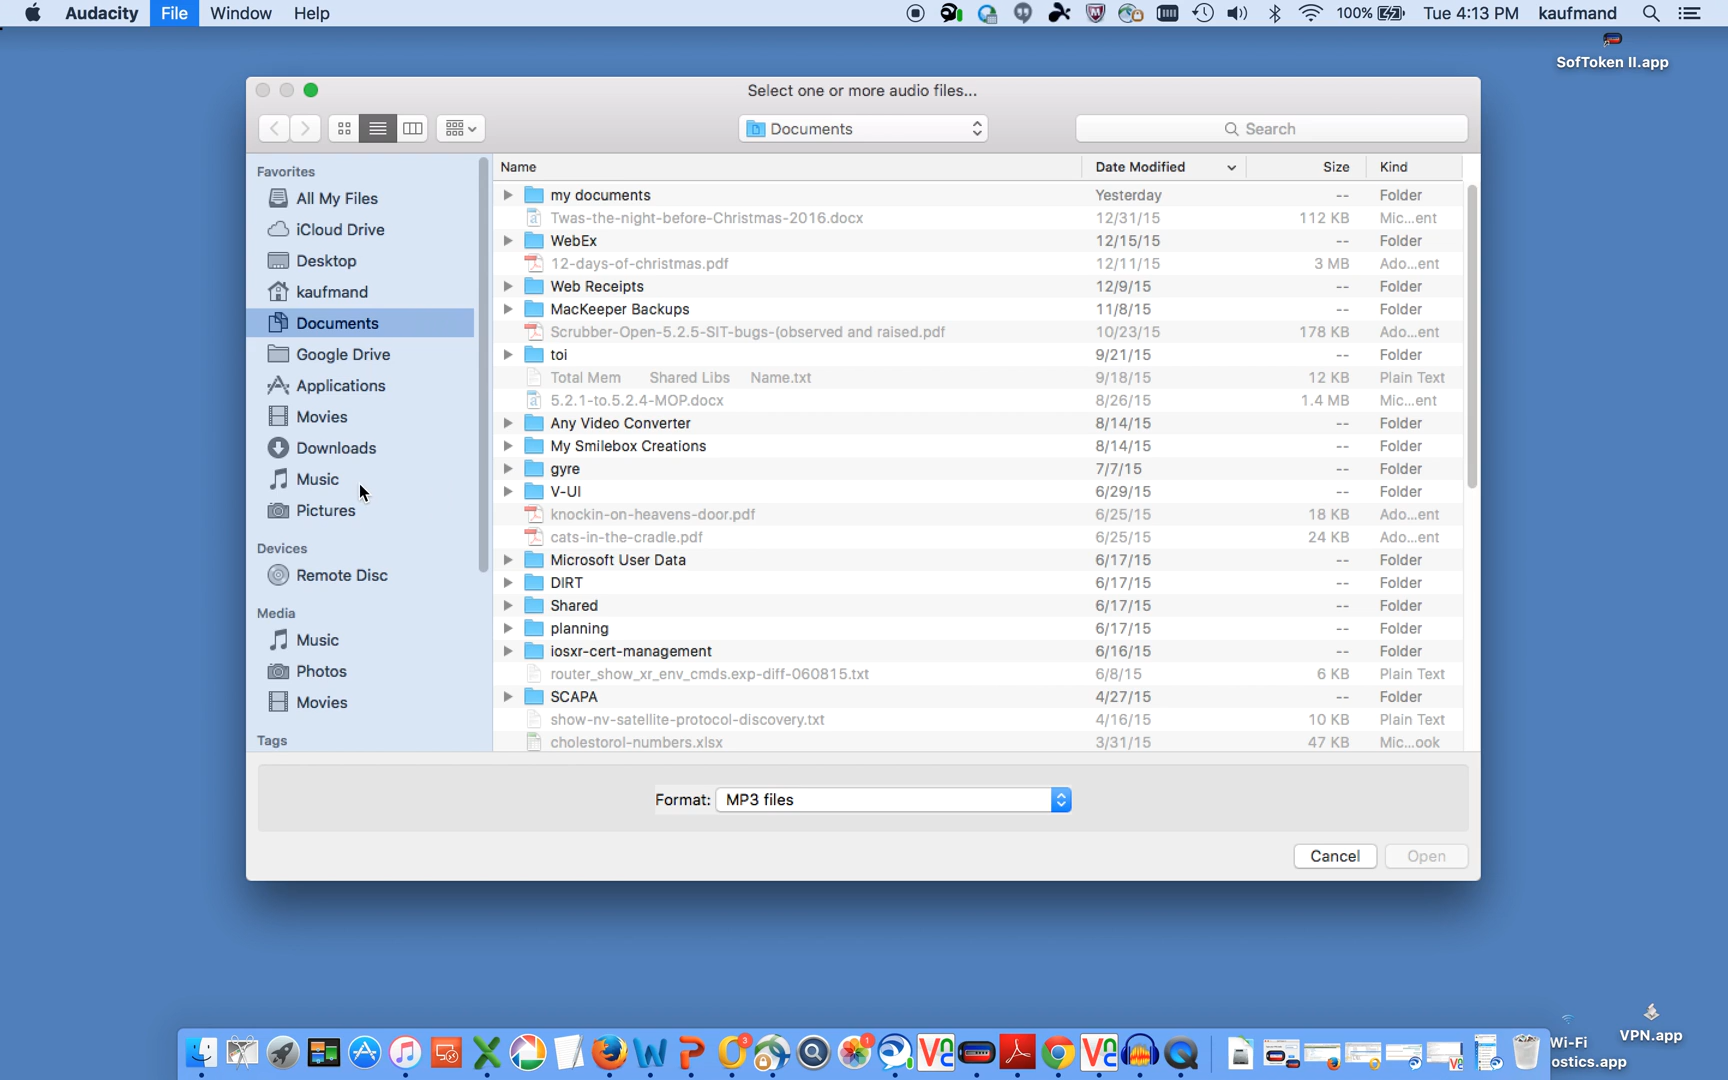 Audacity File Window Help 100% Tue 4:13 PM kaufmand
SofToken II.app
Select one or more audio files...
Documents
Search
Favorites
All My Files
iCloud Drive
Desktop
kaufmand
Documents
Google Drive
Applications
Movies
Downloads
Music
Pictures
Devices
Remote Disc
Media
Music
Photos
Movies
Tags
Name Date Modified Size Kind
my documents Yesterday -- Folder
Twas-the-night-before-Christmas-2016.docx 12/31/15 112 KB Mic...ent
WebEx 12/15/15 -- Folder
12-days-of-christmas.pdf 12/11/15 3 MB Ado...ent
Web Receipts 12/9/15 -- Folder
MacKeeper Backups 11/8/15 -- Folder
Scrubber-Open-5.2.5-SIT-bugs-(observed and raised.pdf 10/23/15 178 KB Ado...ent
toi 9/21/15 -- Folder
Total Mem Shared Libs Name.txt 9/18/15 12 KB Plain Text
5.2.1-to.5.2.4-MOP.docx 8/26/15 1.4 MB Mic...ent
Any Video Converter 8/14/15 -- Folder
My Smilebox Creations 8/14/15 -- Folder
gyre 7/7/15 -- Folder
V-UI 6/29/15 -- Folder
knockin-on-heavens-door.pdf 6/25/15 18 KB Ado...ent
cats-in-the-cradle.pdf 6/25/15 24 KB Ado...ent
Microsoft User Data 6/17/15 -- Folder
DIRT 6/17/15 -- Folder
Shared 6/17/15 -- Folder
planning 6/17/15 -- Folder
iosxr-cert-management 6/16/15 -- Folder
router_show_xr_env_cmds.exp-diff-060815.txt 6/8/15 6 KB Plain Text
SCAPA 4/27/15 -- Folder
show-nv-satellite-protocol-discovery.txt 4/16/15 10 KB Plain Text
cholestorol-numbers.xlsx 3/31/15 47 KB Mic...ook
Format: MP3 files
Cancel Open
VPN.app
Wi-Fi
ostics.app